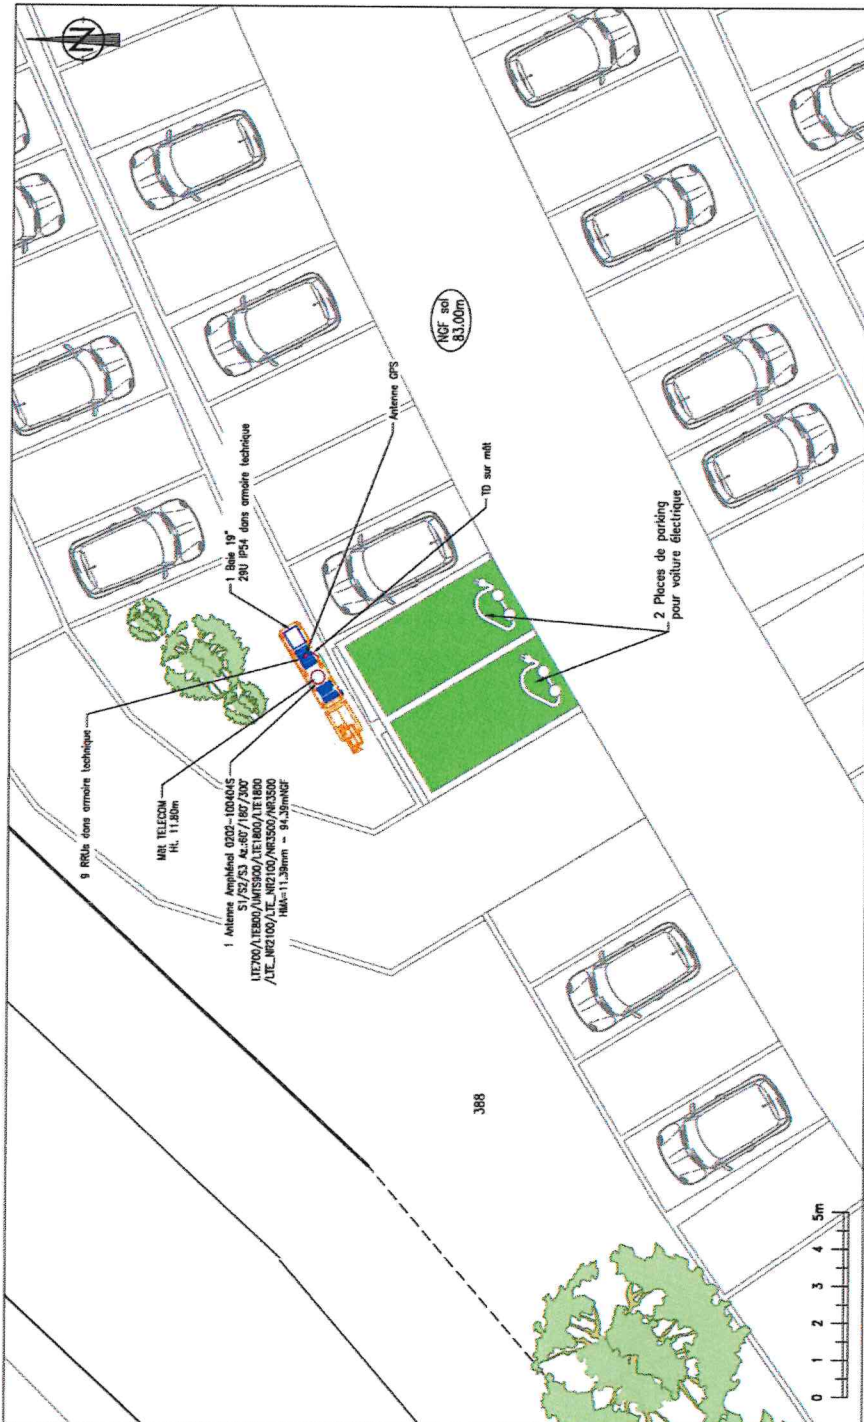 N
9 RRUs dans armoire technique
Mât TELECOM
Ht. 11.80m
1 Antenne Amphénol 6202-100404S
S1/S2/S3 Az.:60°/180°/300°
LTE700/LTE800/UMTS900/LTE1800/LTE1800
/LTE_NR2100/LTE_NR2100/NR3500/NR3500
HMA=11.39mm - 94.39mNGF
1 Baie 19"
29U IP54 dans armoire technique
Antenne GPS
TD sur mât
NGF sol
83.00m
2 Places de parking
pour voiture électrique
388
0 1 2 3 4 5m